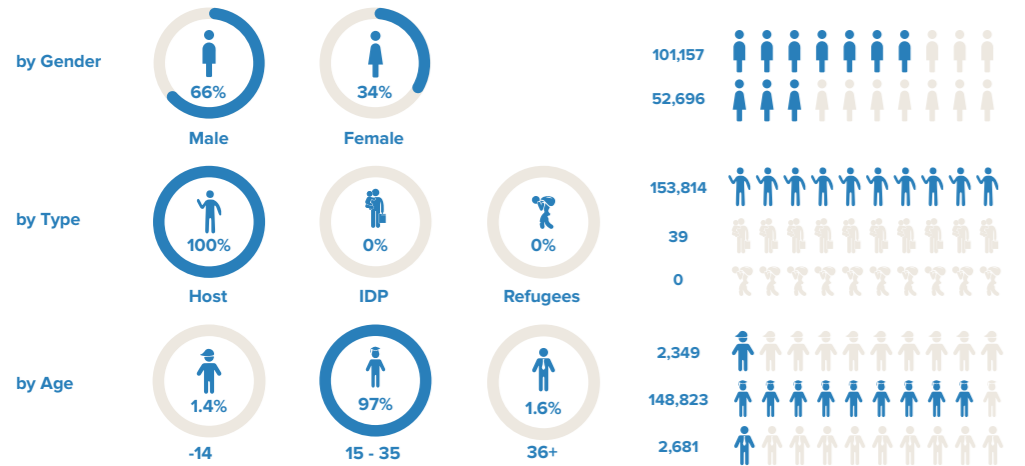 by Gender
66%
34%
Male
Female
101,157
52,696
by Type
100%
0%
0%
Host
IDP
Refugees
153,814
39
0
by Age
1.4%
97%
1.6%
-14
15 - 35
36+
2,349
148,823
2,681